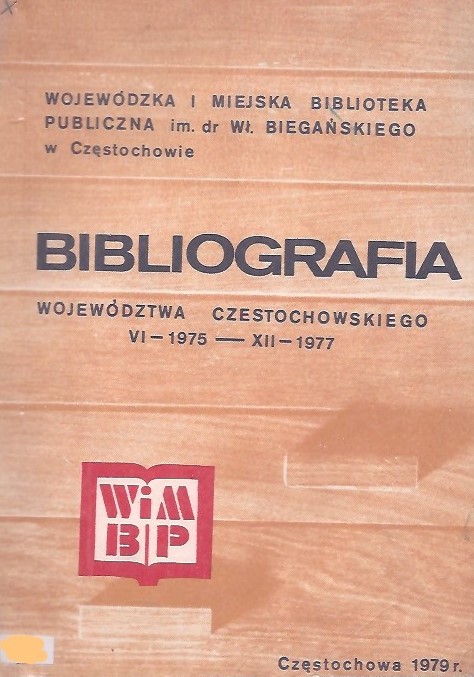 WOJEWÓDZKA I MIEJSKA BIBLIOTEKA
PUBLICZNA im. dr Wł. BIEGAŃSKIEGO
w Częstochowie
BIBLIOGRAFIA
WOJEWÓDZTWA CZESTOCHOWSKIEGO
VI – 1975 — XII – 1977
WiM
BP
Częstochowa 1979 r.